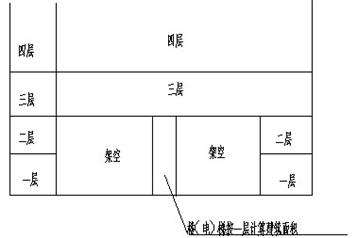 四层 四层
三层 三层
二层 架空 架空 二层
一层 一层
楼(电)梯按一层计算建筑面积